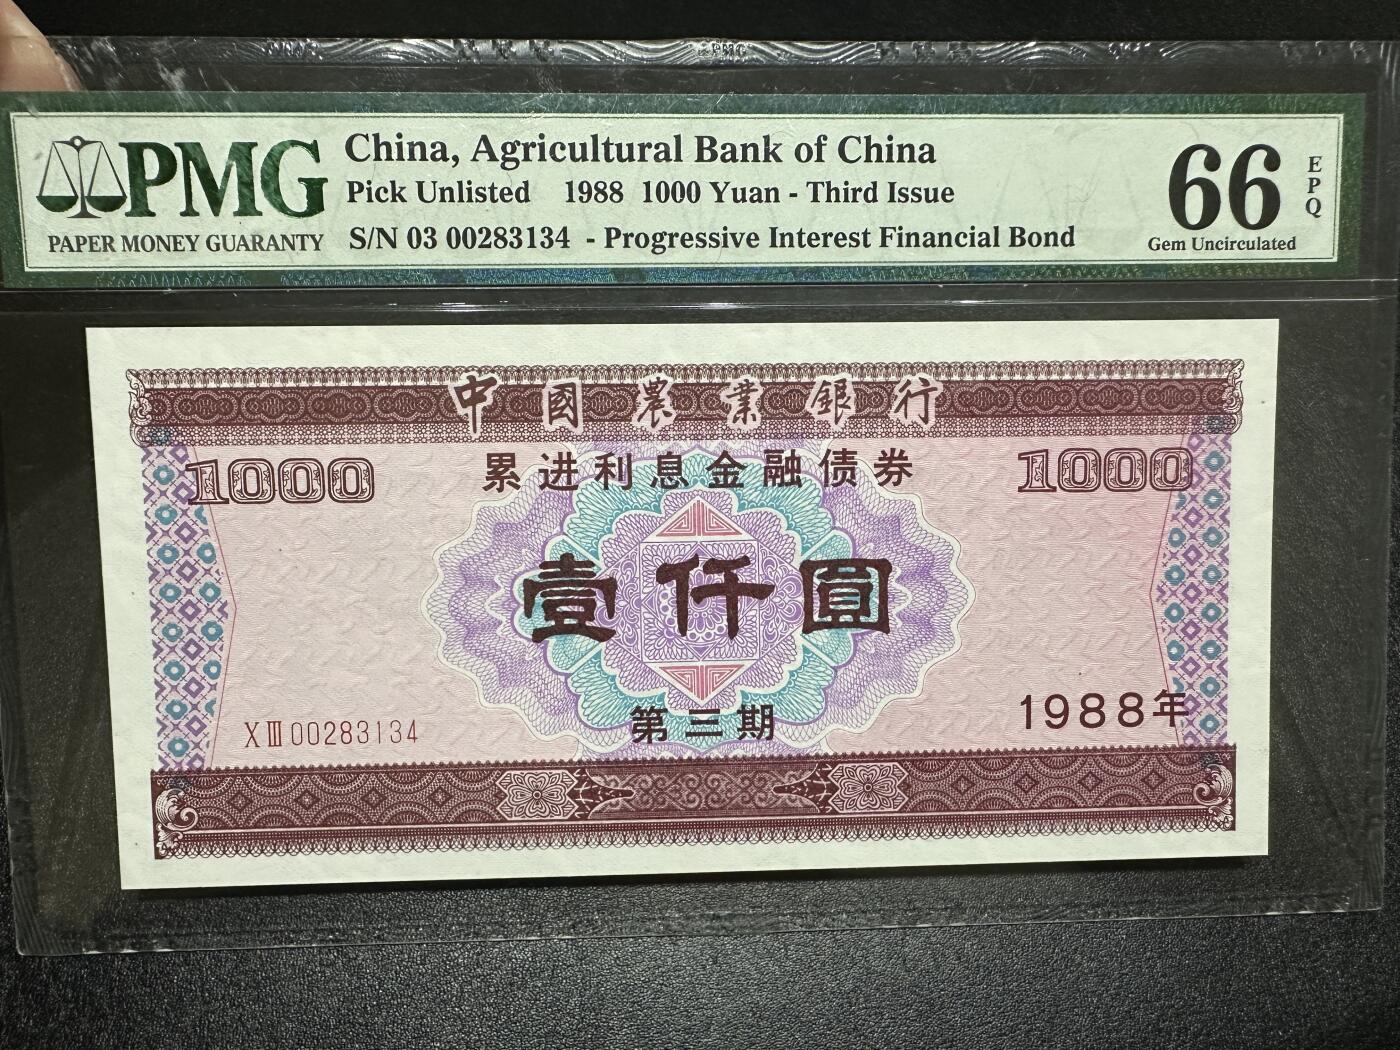 PMG
PMG
PAPER MONEY GUARANTY
China, Agricultural Bank of China
Pick Unlisted 1988 1000 Yuan - Third Issue
S/N 03 00283134 - Progressive Interest Financial Bond
66
EPQ
Gem Uncirculated
中國農業銀行
1000
累进利息金融债券
1000
壹仟圓
XⅢ00283134
第三期
1988年